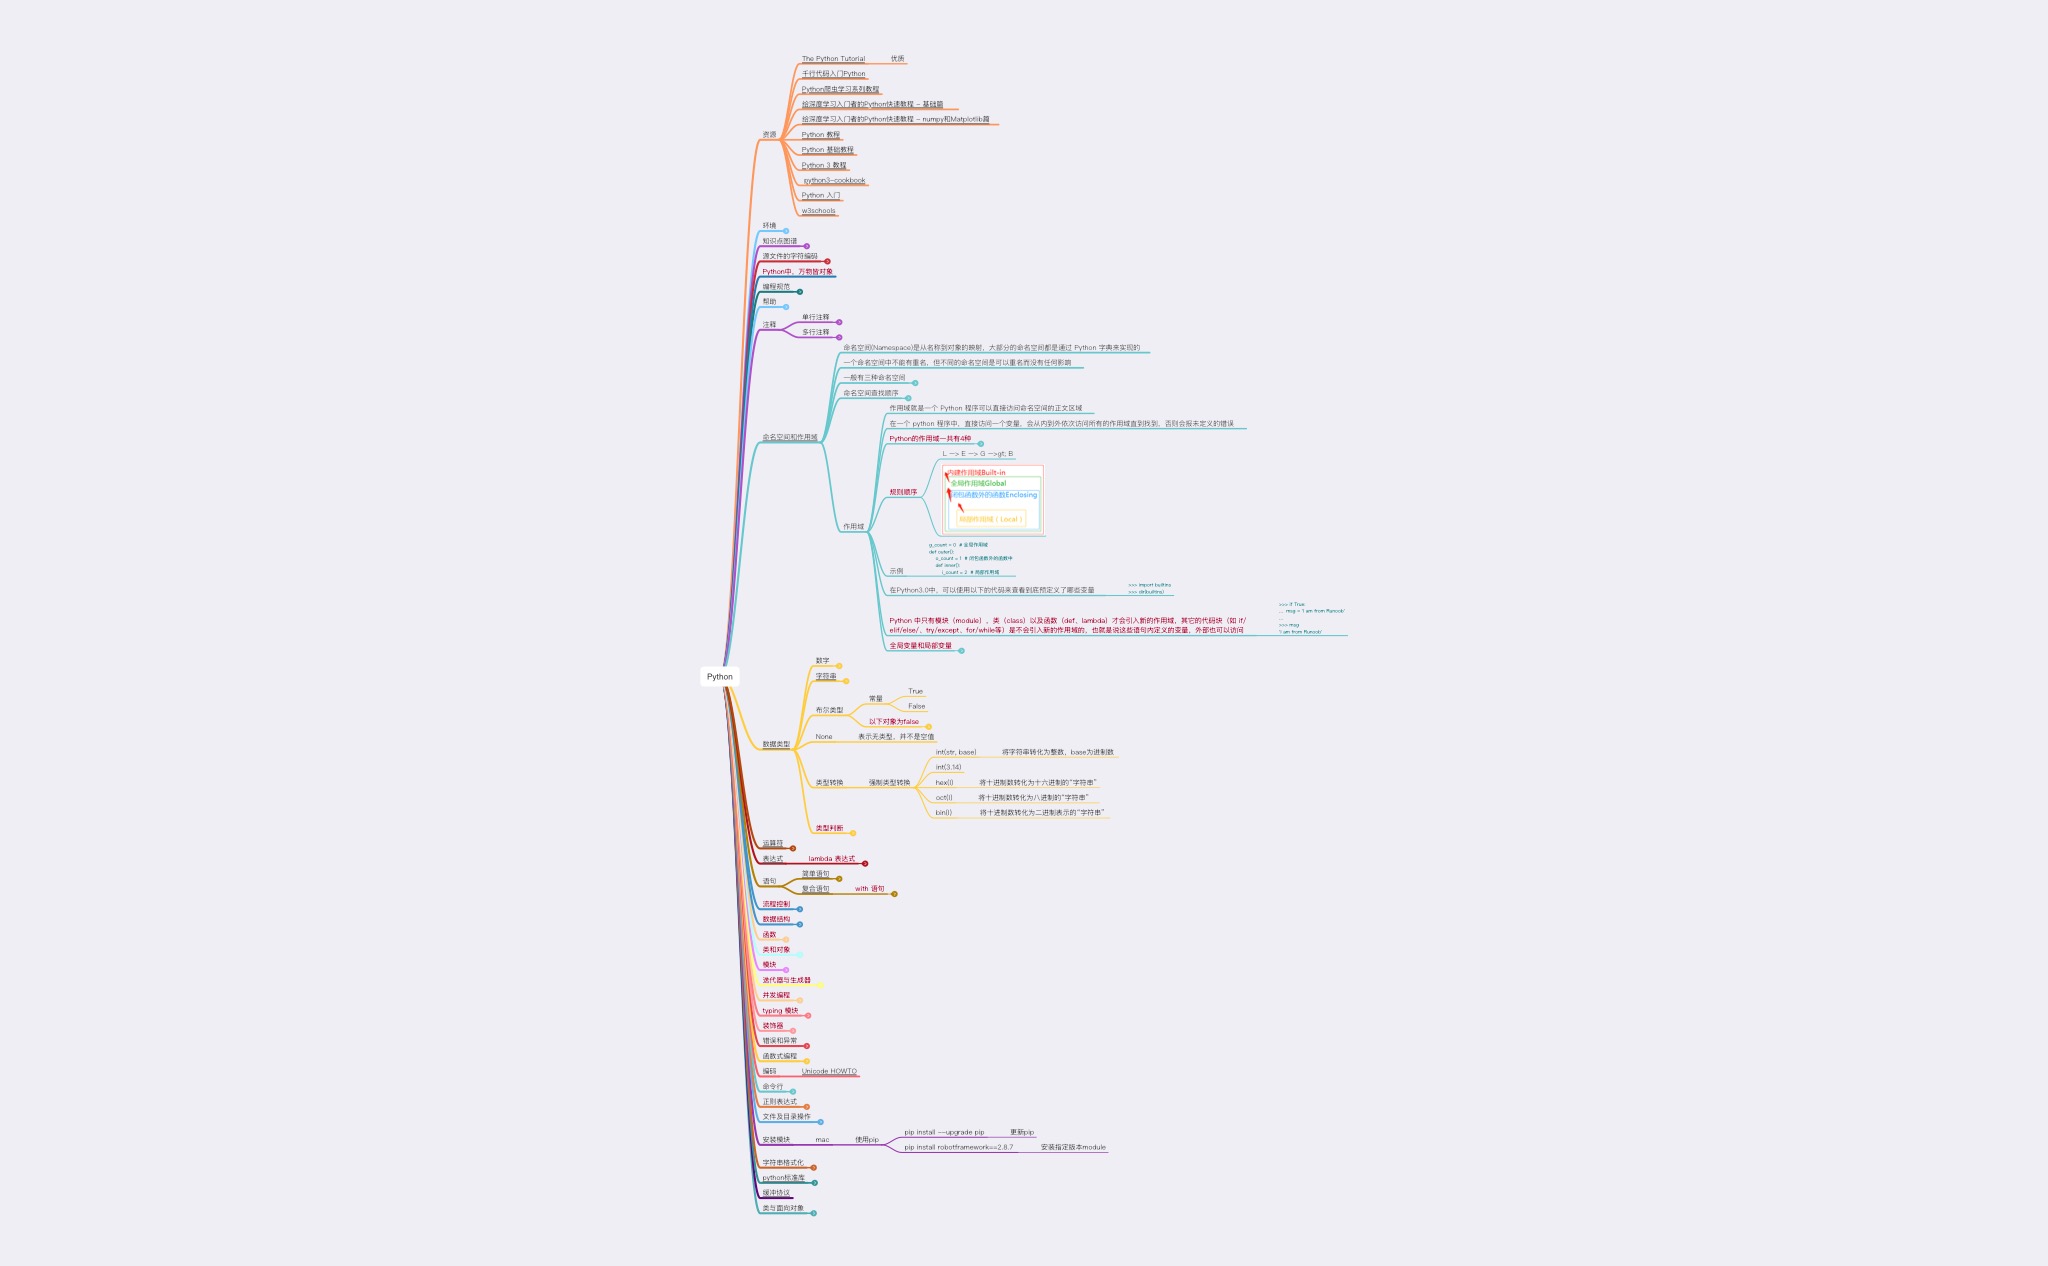 The Python Tutorial 优质
千行代码入门Python
Python爬虫学习系列教程
给深度学习入门者的Python快速教程 - 基础篇
给深度学习入门者的Python快速教程 - numpy和Matplotlib篇
资源
Python 教程
Python 基础教程
Python 3 教程
python3-cookbook
Python 入门
w3schools
环境
知识点图谱
源文件的字符编码
Python中，万物皆对象
编程规范
帮助
注释
单行注释
多行注释
命名空间(Namespace)是从名称到对象的映射，大部分的命名空间都是通过 Python 字典来实现的
一个命名空间中不能有重名，但不同的命名空间是可以重名而没有任何影响
一般有三种命名空间
命名空间查找顺序
命名空间和作用域
作用域就是一个 Python 程序可以直接访问命名空间的正文区域
在一个 python 程序中，直接访问一个变量，会从内到外依次访问所有的作用域直到找到，否则会报未定义的错误
Python的作用域一共有4种
L —> E —> G —>gt; B
规则顺序
内建作用域Built-in
全局作用域Global
闭包函数外的函数Enclosing
局部作用域（Local）
作用域
g_count = 0 # 全局作用域
def outer():
o_count = 1 # 闭包函数外的函数中
def inner():
i_count = 2 # 局部作用域
示例
在Python3.0中，可以使用以下的代码来查看到底预定义了哪些变量
>>> import builtins
>>> dir(builtins)
Python 中只有模块（module），类（class）以及函数（def、lambda）才会引入新的作用域，其它的代码块（如 if/
elif/else/、try/except、for/while等）是不会引入新的作用域的，也就是说这些语句内定义的变量，外部也可以访问
>>> if True:
... msg = 'I am from Runoob'
...
>>> msg
'I am from Runoob'
全局变量和局部变量
Python
数字
字符串
布尔类型
常量
True
False
以下对象为false
None 表示无类型，并不是空值
数据类型
类型转换 强制类型转换
int(str, base) 将字符串转化为整数，base为进制数
int(3.14)
hex(i) 将十进制数转化为十六进制的“字符串”
oct(i) 将十进制数转化为八进制的“字符串”
bin(i) 将十进制数转化为二进制表示的“字符串”
类型判断
运算符
表达式 lambda 表达式
语句
简单语句
复合语句 with 语句
流程控制
数据结构
函数
类和对象
模块
迭代器与生成器
并发编程
typing 模块
装饰器
错误和异常
函数式编程
编码 Unicode HOWTO
命令行
正则表达式
文件及目录操作
安装模块 mac 使用pip
pip install —upgrade pip 更新pip
pip install robotframework==2.8.7 安装指定版本module
字符串格式化
python标准库
缓冲协议
类与面向对象